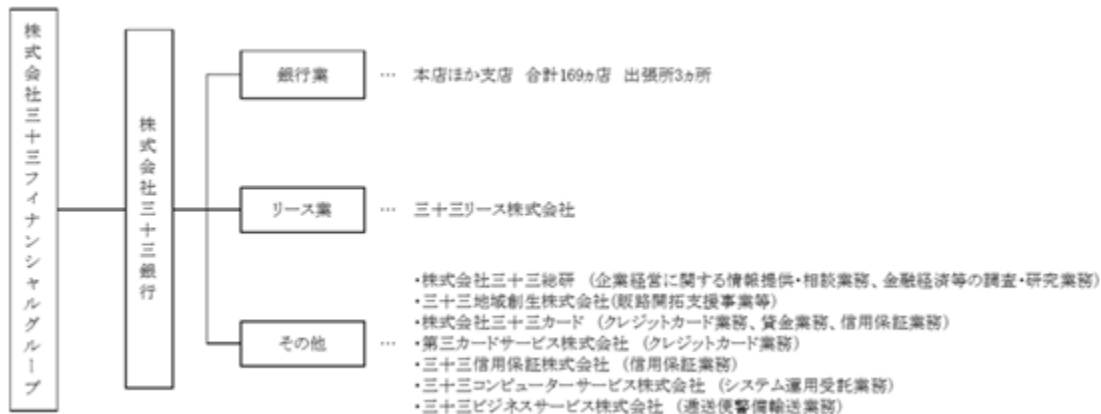 株式会社三十三フィナンシャルグループ
株式会社三十三銀行
銀行業 … 本店ほか支店 合計169ヵ店 出張所3ヵ所
リース業 … 三十三リース株式会社
その他 …
・株式会社三十三総研 (企業経営に関する情報提供・相談業務、金融経済等の調査・研究業務)
・三十三地域創生株式会社(販路開拓支援事業等)
・株式会社三十三カード (クレジットカード業務、貸金業務、信用保証業務)
・第三カードサービス株式会社 (クレジットカード業務)
・三十三信用保証株式会社 (信用保証業務)
・三十三コンピューターサービス株式会社 (システム運用受託業務)
・三十三ビジネスサービス株式会社 (逓送便警備輸送業務)